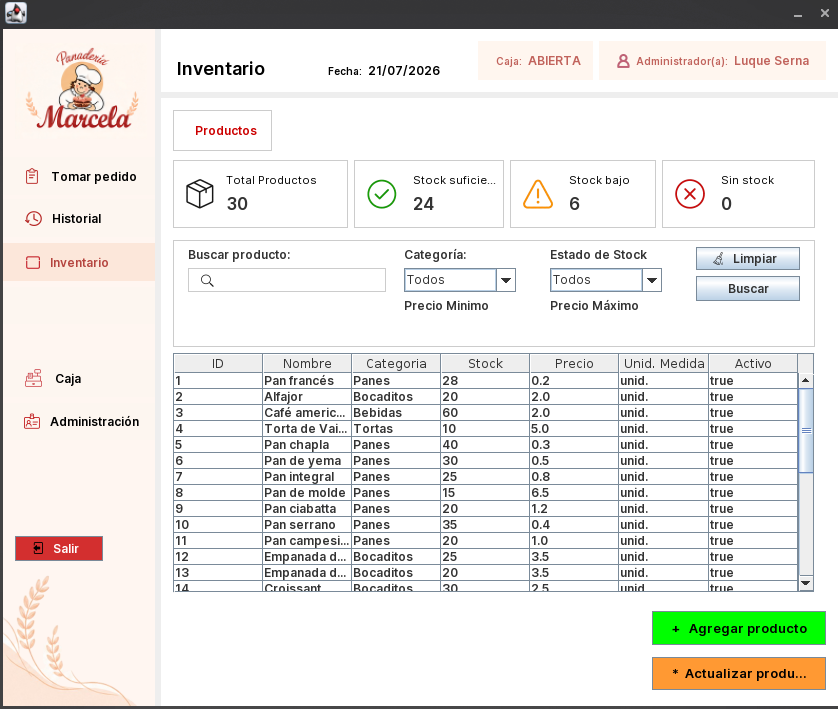 Panadería
Marcela
Inventario
Fecha: 21/07/2026
Caja: ABIERTA
Administrador(a): Luque Serna
Tomar pedido
Historial
Inventario
Caja
Administración
Salir
Productos
Total Productos
30
Stock suficie...
24
Stock bajo
6
Sin stock
0
Buscar producto:
Categoría:
Todos
Estado de Stock
Todos
Precio Minimo
Precio Máximo
Limpiar
Buscar
ID Nombre Categoria Stock Precio Unid. Medida Activo
1 Pan francés Panes 28 0.2 unid. true
2 Alfajor Bocaditos 20 2.0 unid. true
3 Café americ... Bebidas 60 2.0 unid. true
4 Torta de Vai... Tortas 10 5.0 unid. true
5 Pan chapla Panes 40 0.3 unid. true
6 Pan de yema Panes 30 0.5 unid. true
7 Pan integral Panes 25 0.8 unid. true
8 Pan de molde Panes 15 6.5 unid. true
9 Pan ciabatta Panes 20 1.2 unid. true
10 Pan serrano Panes 35 0.4 unid. true
11 Pan campesi... Panes 20 1.0 unid. true
12 Empanada d... Bocaditos 25 3.5 unid. true
13 Empanada d... Bocaditos 20 3.5 unid. true
14 Croissant Bocaditos 30 2.5 unid. true
+ Agregar producto
* Actualizar produ...